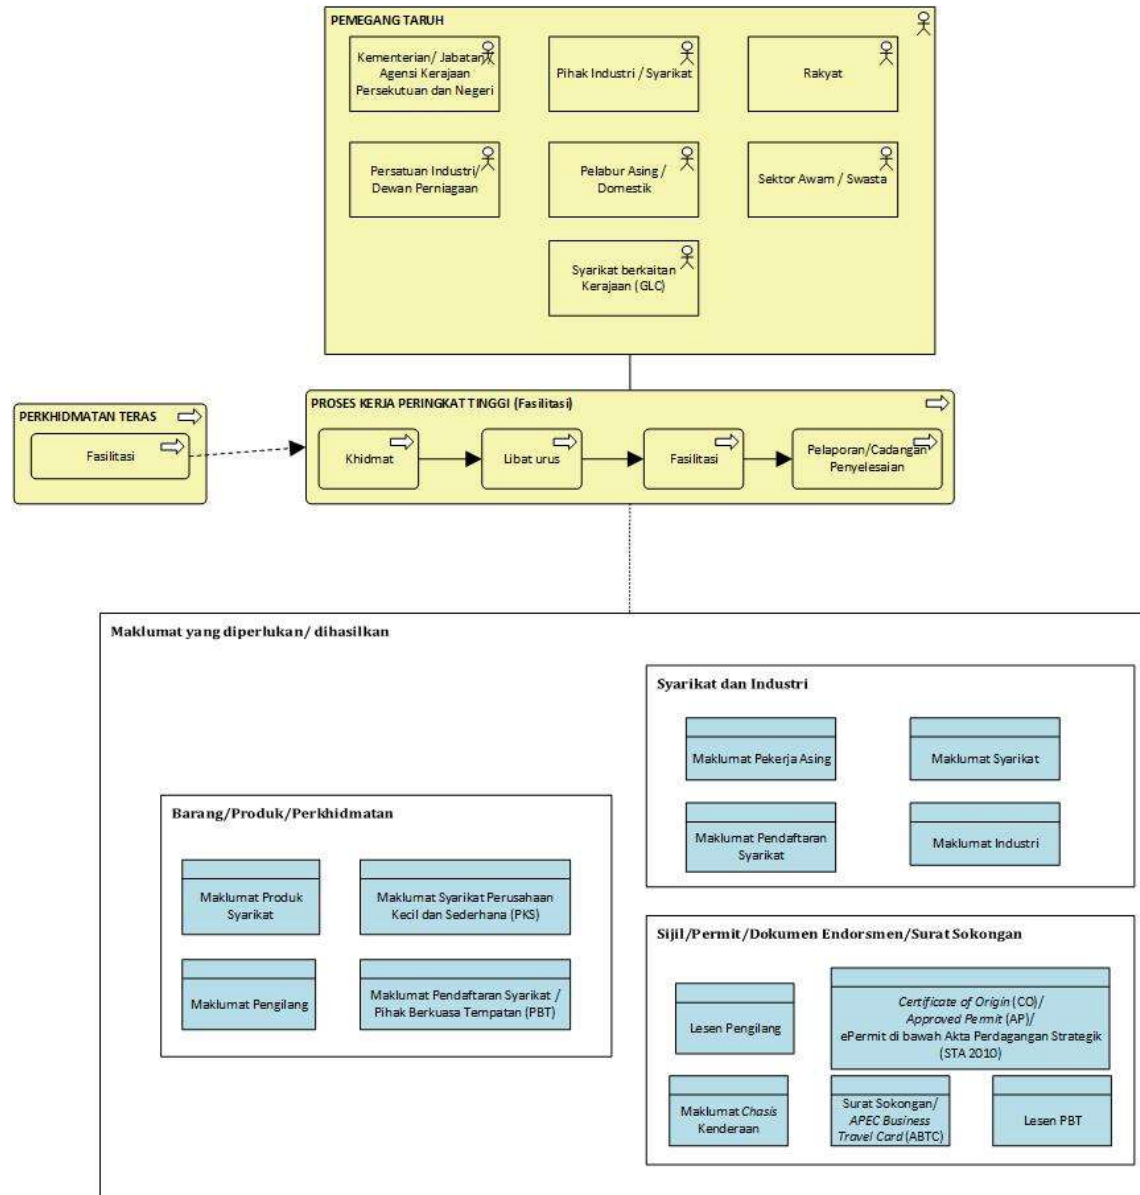 PEMEGANG TARUH
Kementerian/ Jabatan/
Agensi Kerajaan
Persekutuan dan Negeri
Pihak Industri / Syarikat
Rakyat
Persatuan Industri/
Dewan Perniagaan
Pelabur Asing /
Domestik
Sektor Awam / Swasta
Syarikat berkaitan
Kerajaan (GLC)
PERKHIDMATAN TERAS
Fasilitasi
PROSES KERJA PERINGKAT TINGGI (Fasilitasi)
Khidmat
Libat urus
Fasilitasi
Pelaporan/Cadangan
Penyelesaian
Maklumat yang diperlukan/ dihasilkan
Syarikat dan Industri
Maklumat Pekerja Asing
Maklumat Syarikat
Maklumat Pendaftaran
Syarikat
Maklumat Industri
Barang/Produk/Perkhidmatan
Maklumat Produk
Syarikat
Maklumat Syarikat Perusahaan
Kecil dan Sederhana (PKS)
Maklumat Pengilang
Maklumat Pendaftaran Syarikat /
Pihak Berkuasa Tempatan (PBT)
Sijil/Permit/Dokumen Endorsmen/Surat Sokongan
Lesen Pengilang
Certificate of Origin (CO)/
Approved Permit (AP)/
ePermit di bawah Akta Perdagangan Strategik
(STA 2010)
Maklumat Chasis
Kenderaan
Surat Sokongan/
APEC Business
Travel Card (ABTC)
Lesen PBT